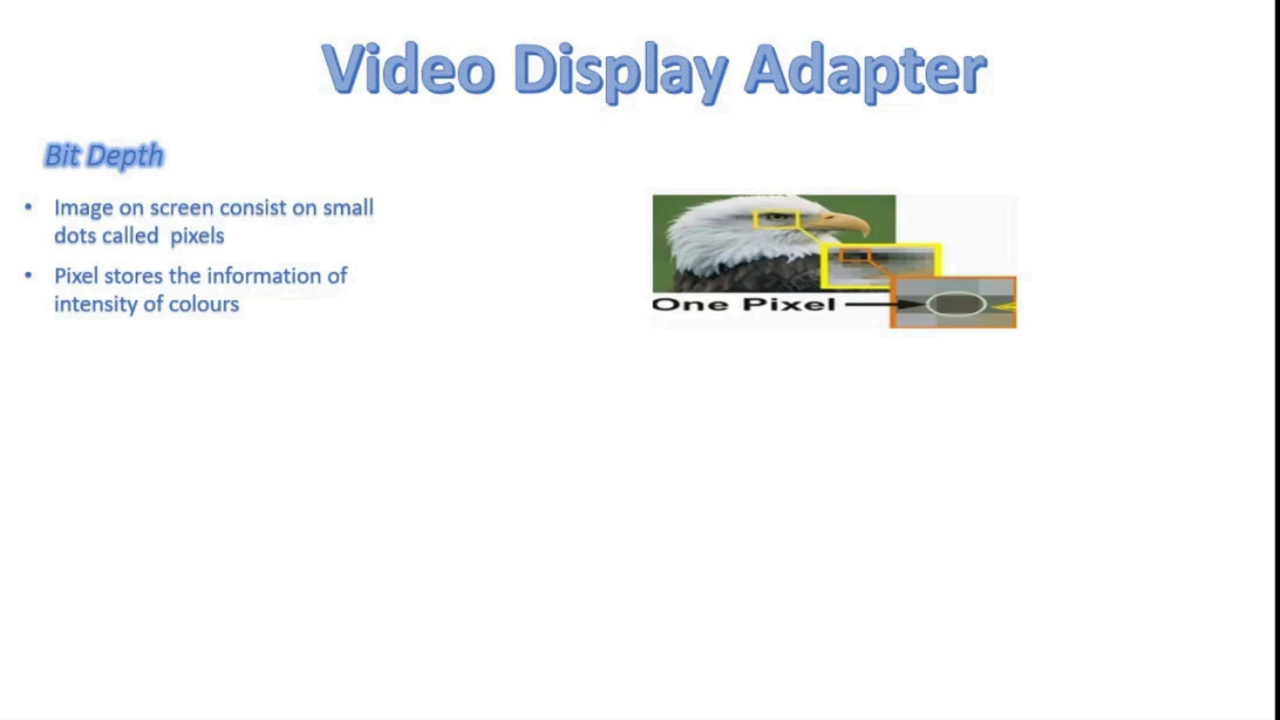 Video Display Adapter
Bit Depth
• Image on screen consist on small
dots called pixels
• Pixel stores the information of
intensity of colours
One Pixel